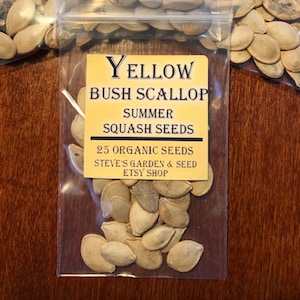 YELLOW
BUSH SCALLOP
SUMMER
SQUASH SEEDS
25 ORGANIC SEEDS
STEVE'S GARDEN & SEED
ETSY SHOP